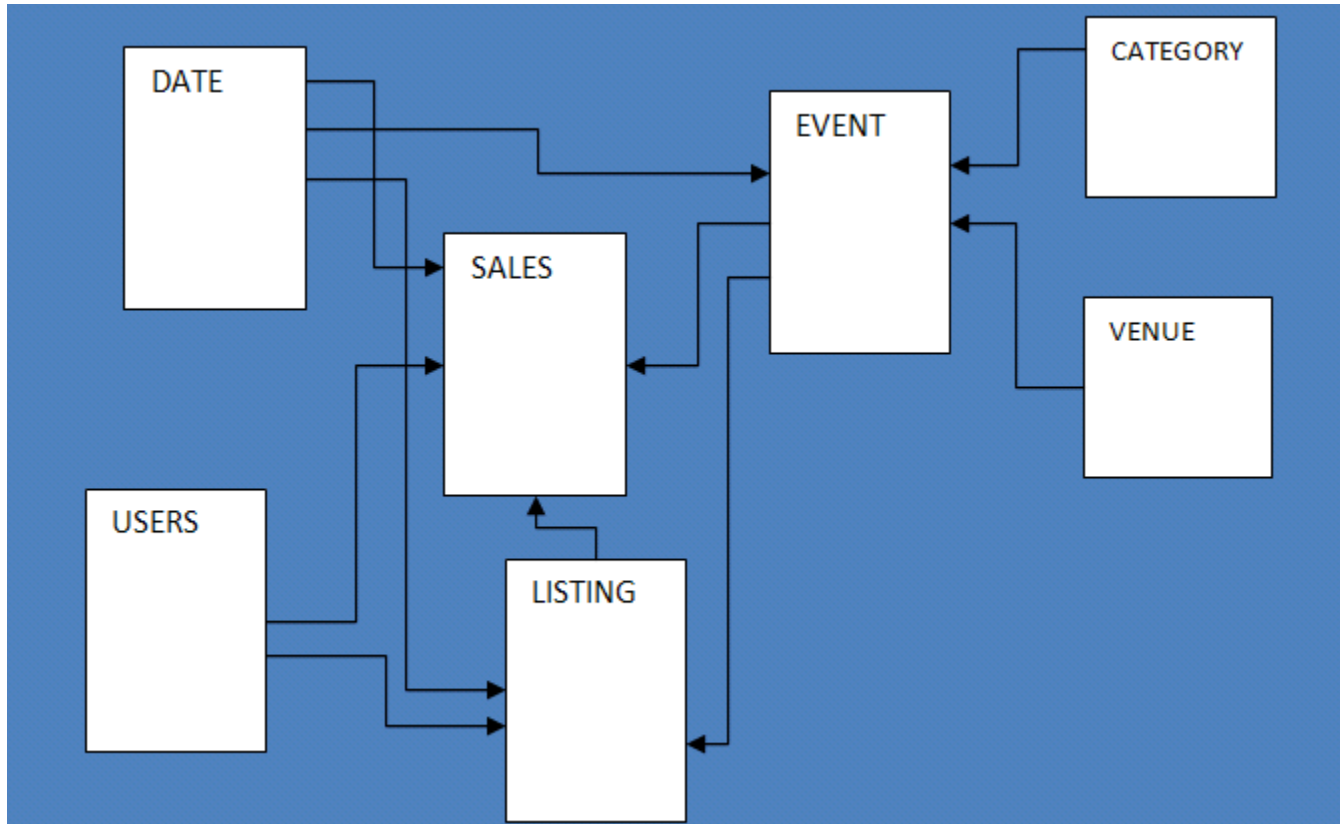 DATE
CATEGORY
EVENT
SALES
VENUE
USERS
LISTING